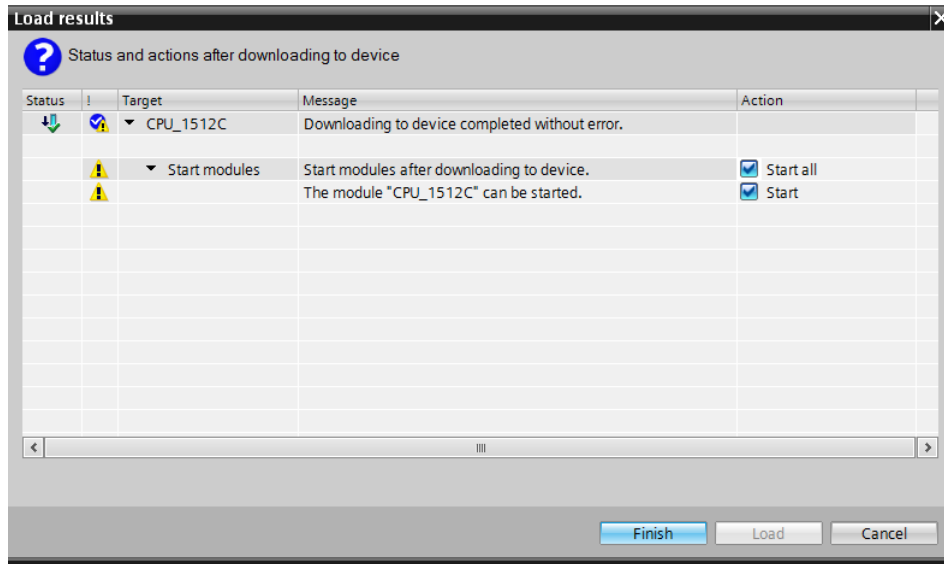 Load results
Status and actions after downloading to device
Status ! Target Message Action
CPU_1512C Downloading to device completed without error.
Start modules Start modules after downloading to device. Start all
The module "CPU_1512C" can be started. Start
Finish Load Cancel